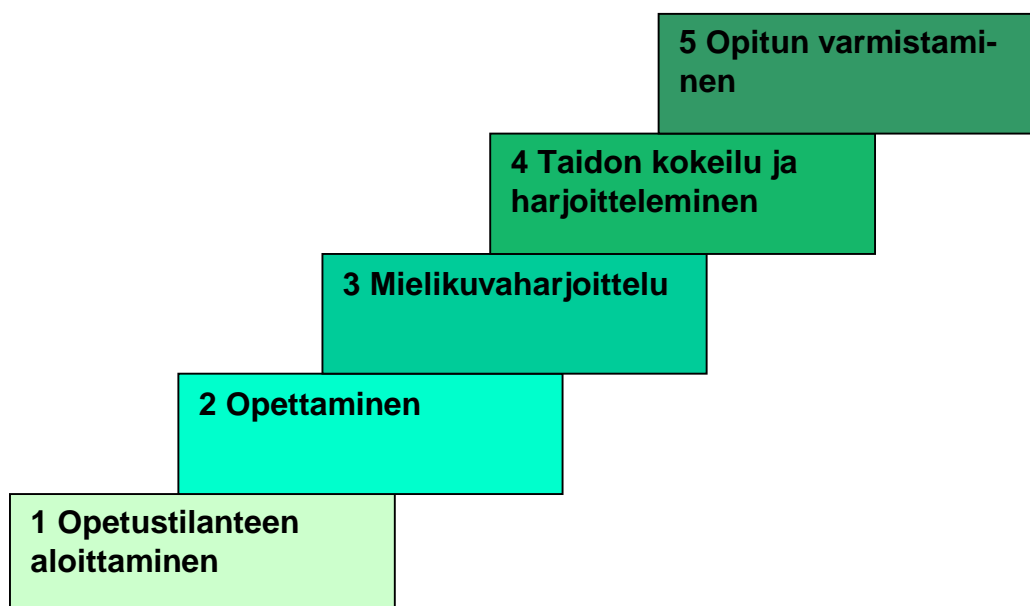 5 Opitun varmistami-
nen
4 Taidon kokeilu ja
harjoitteleminen
3 Mielikuvaharjoittelu
2 Opettaminen
1 Opetustilanteen
aloittaminen